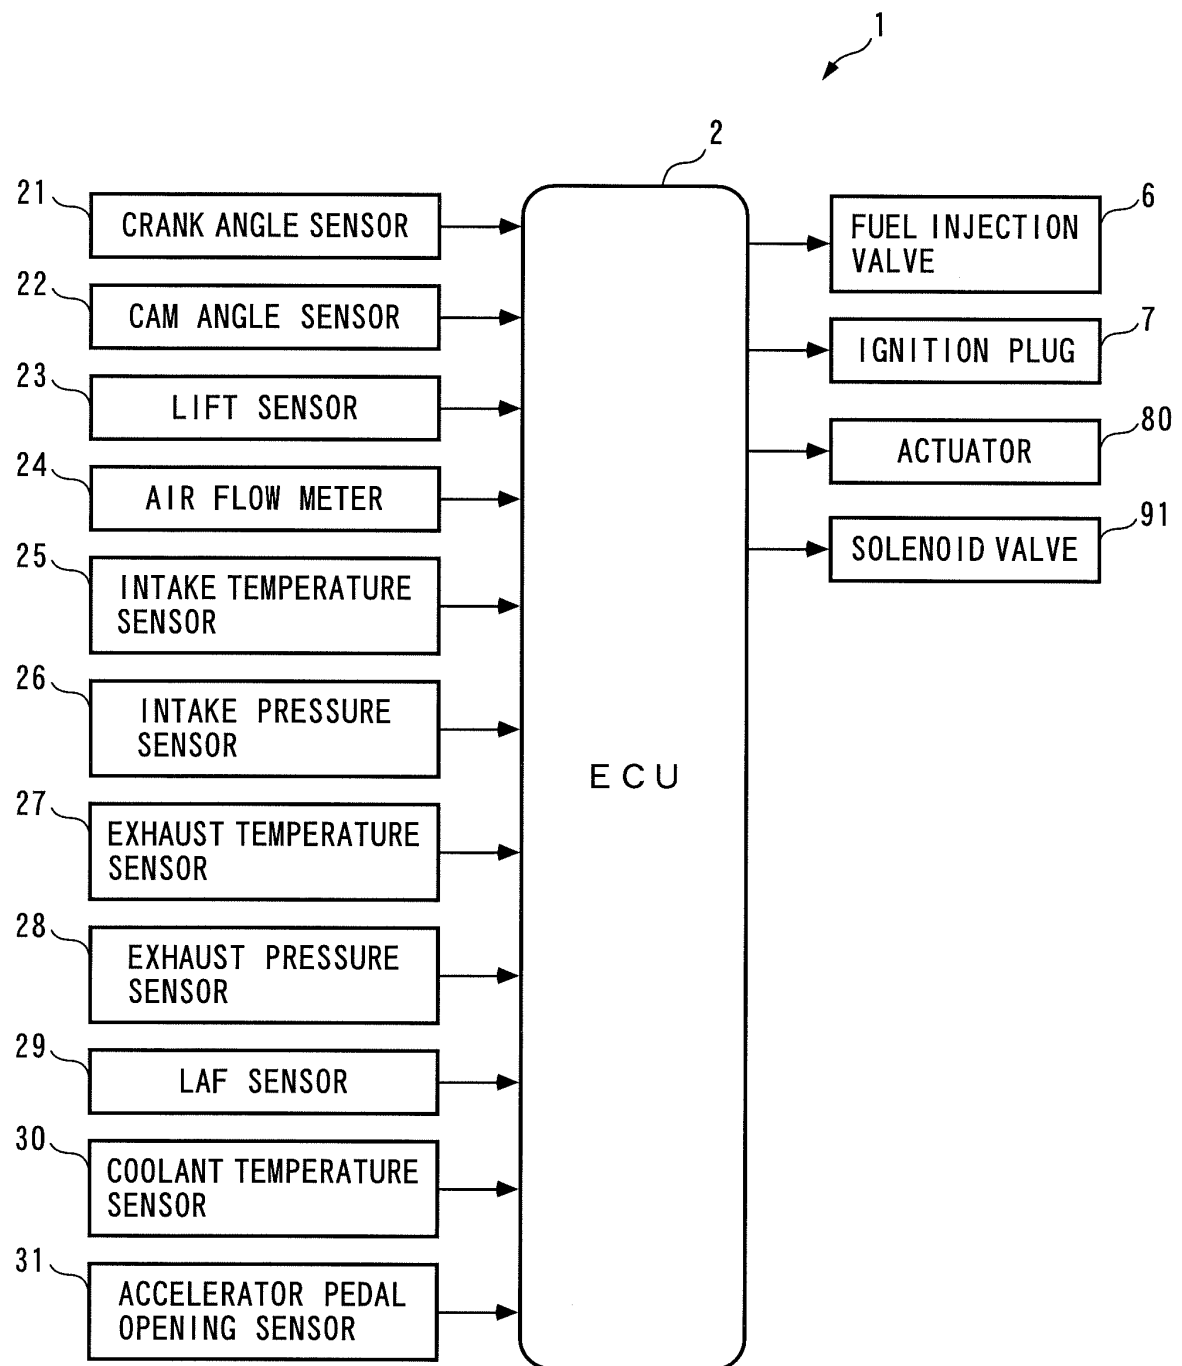 1
2
21
CRANK ANGLE SENSOR
22
CAM ANGLE SENSOR
23
LIFT SENSOR
24
AIR FLOW METER
25
INTAKE TEMPERATURE
SENSOR
26
INTAKE PRESSURE
SENSOR
27
EXHAUST TEMPERATURE
SENSOR
28
EXHAUST PRESSURE
SENSOR
29
LAF SENSOR
30
COOLANT TEMPERATURE
SENSOR
31
ACCELERATOR PEDAL
OPENING SENSOR
ECU
6
FUEL INJECTION
VALVE
7
IGNITION PLUG
80
ACTUATOR
91
SOLENOID VALVE